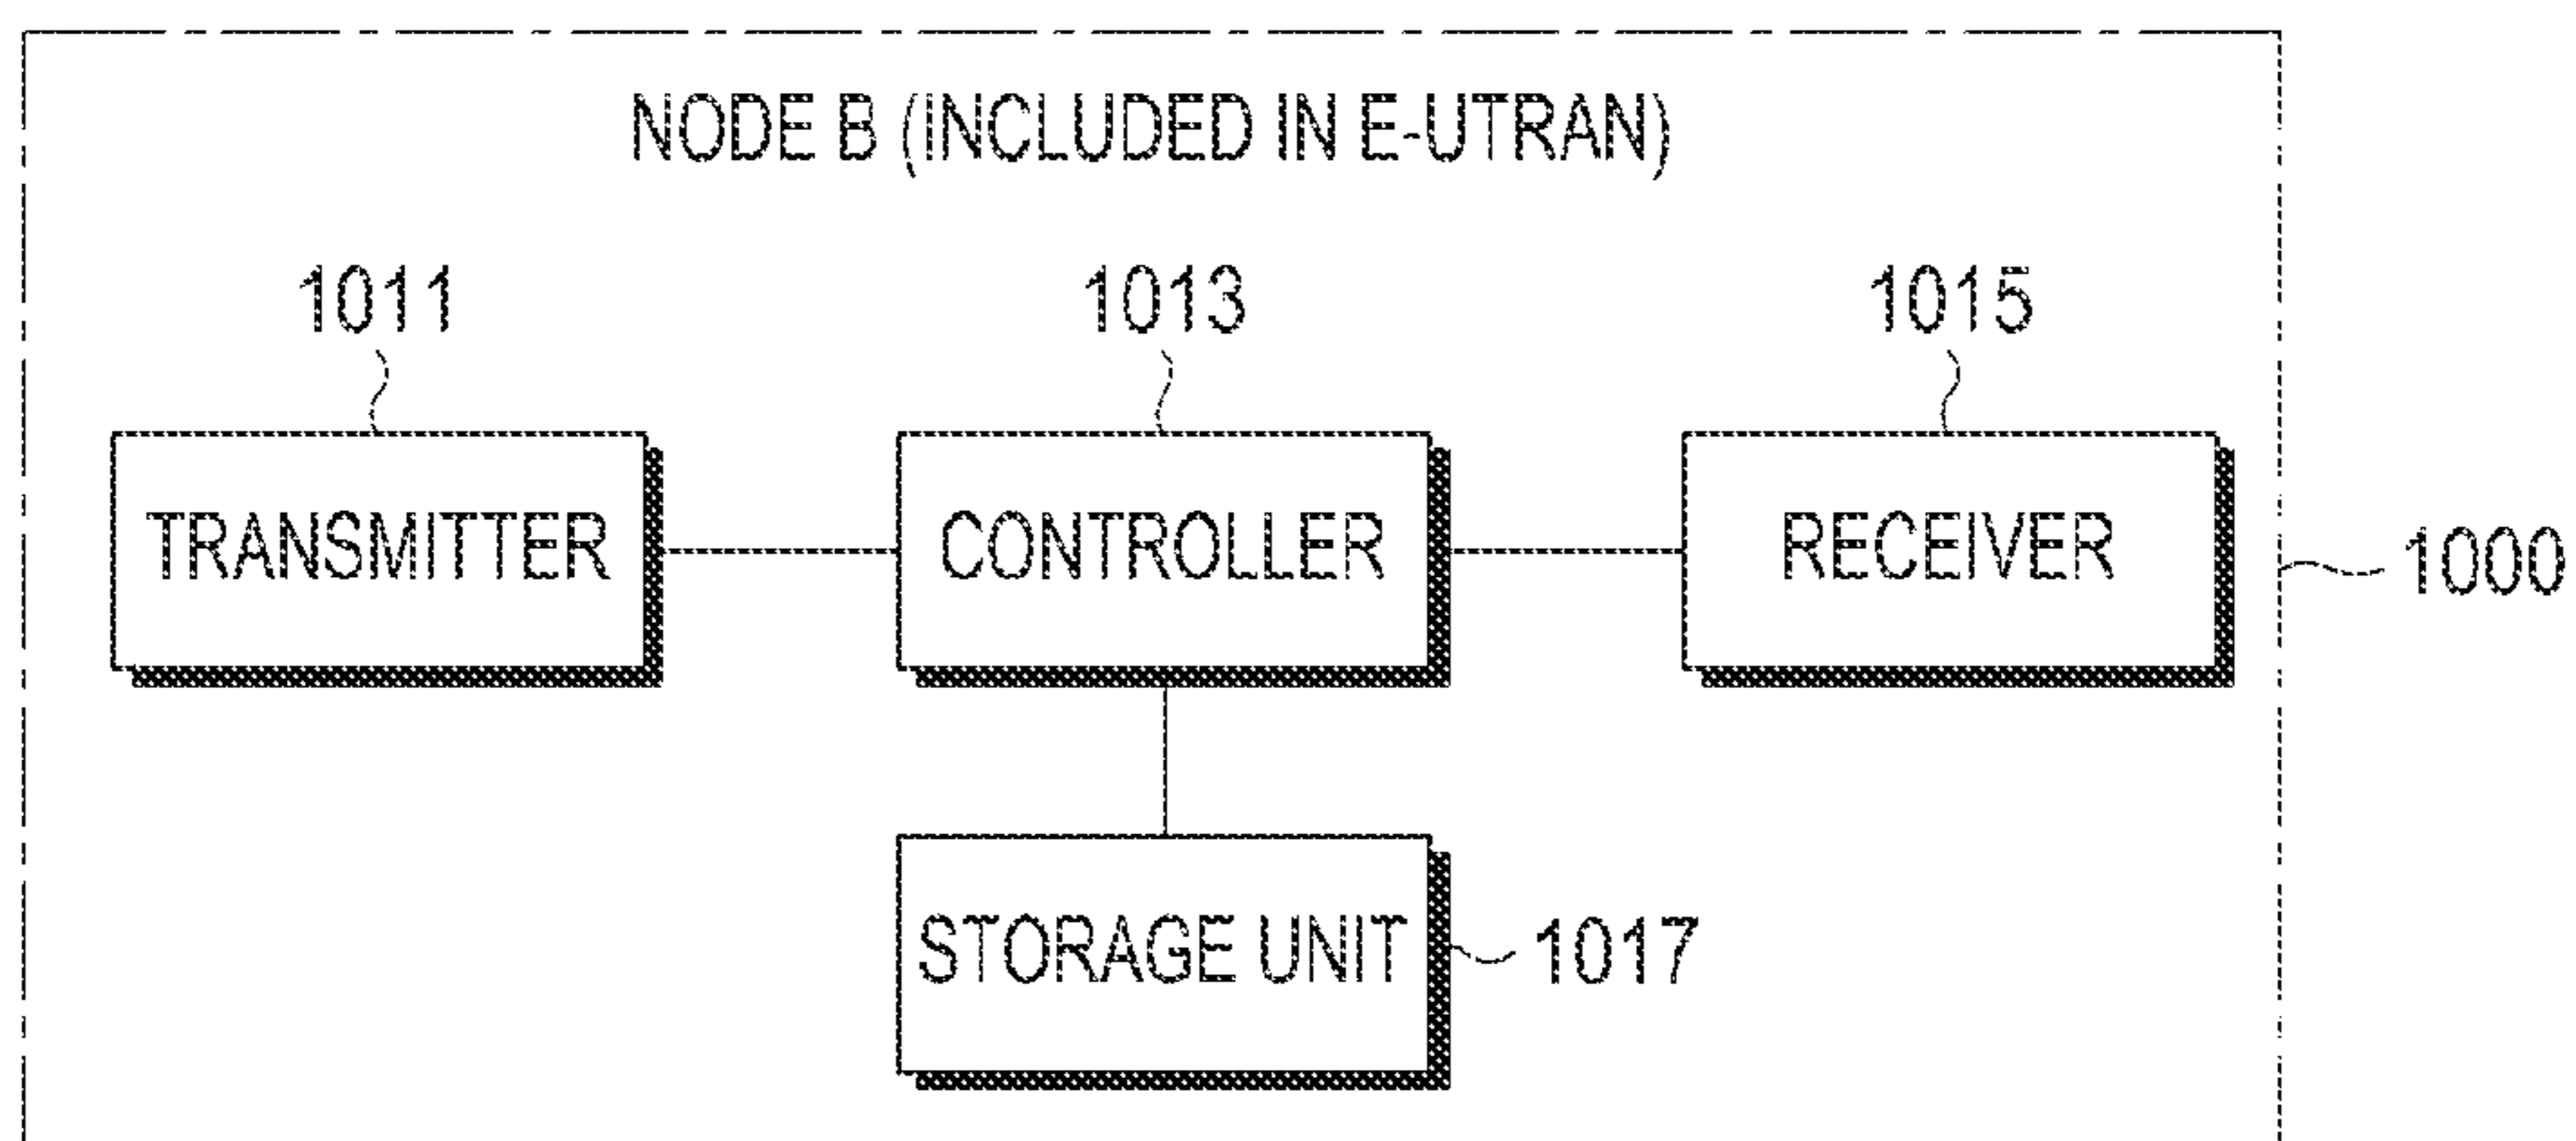 NODE B (INCLUDED IN E-UTRAN)
1011 1013 1015
TRANSMITTER CONTROLLER RECEIVER
1000
STORAGE UNIT 1017